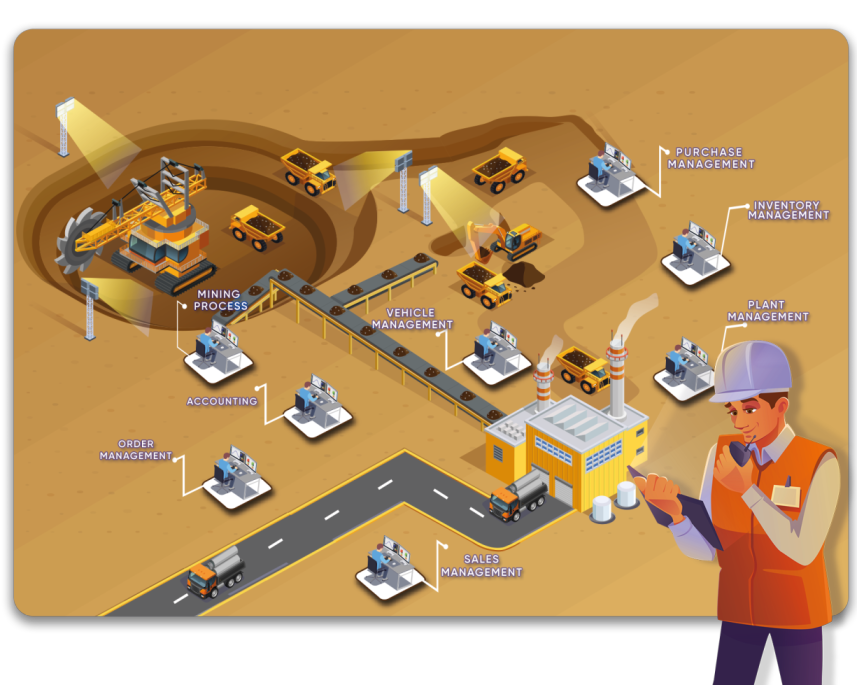 PURCHASE
MANAGEMENT
INVENTORY
MANAGEMENT
MINING
PROCESS
PLANT
MANAGEMENT
VEHICLE
MANAGEMENT
ACCOUNTING
ORDER
MANAGEMENT
SALES
MANAGEMENT